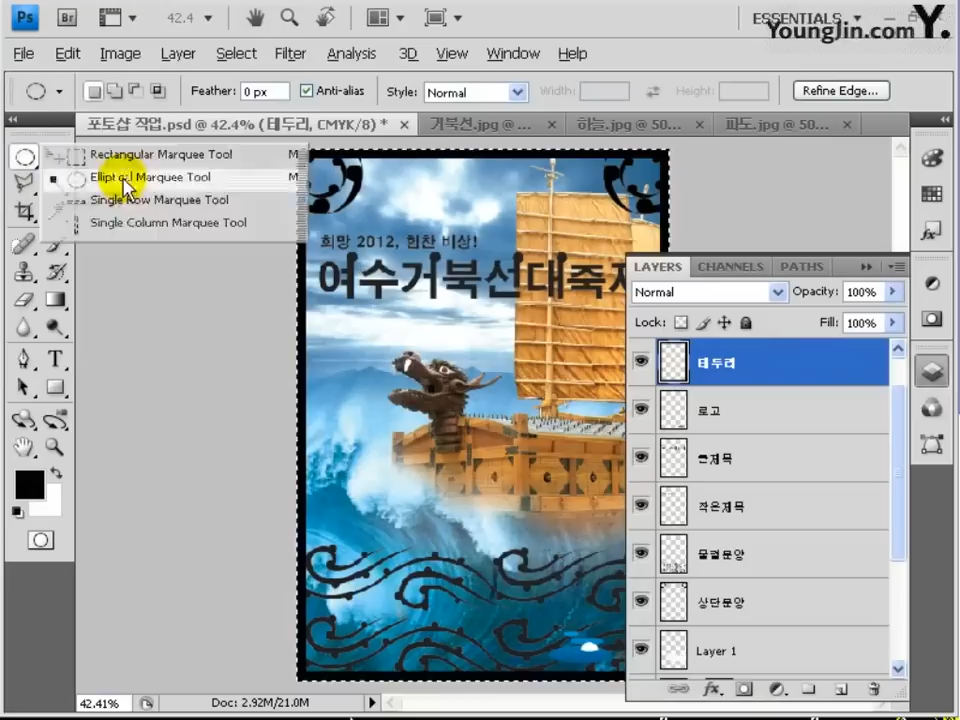 Ps Br 42.4 ESSENTIALS
YoungJin.com Y.
File Edit Image Layer Select Filter Analysis 3D View Window Help
Feather: 0 px Anti-alias Style: Normal Width: Height: Refine Edge...
포토샵 작업.psd @ 42.4% (테두리, CMYK/8) * × 거북선.jpg @ ... × 하늘.jpg @ 50... × 파도.jpg @ 50... ×
Rectangular Marquee Tool M
Elliptical Marquee Tool M
Single Row Marquee Tool
Single Column Marquee Tool
희망 2012, 힘찬 비상!
여수거북선대축제
LAYERS CHANNELS PATHS
Normal Opacity: 100%
Lock: Fill: 100%
테두리
로고
큰제목
작은제목
물결문양
상단문양
Layer 1
42.41% Doc: 2.92M/21.0M